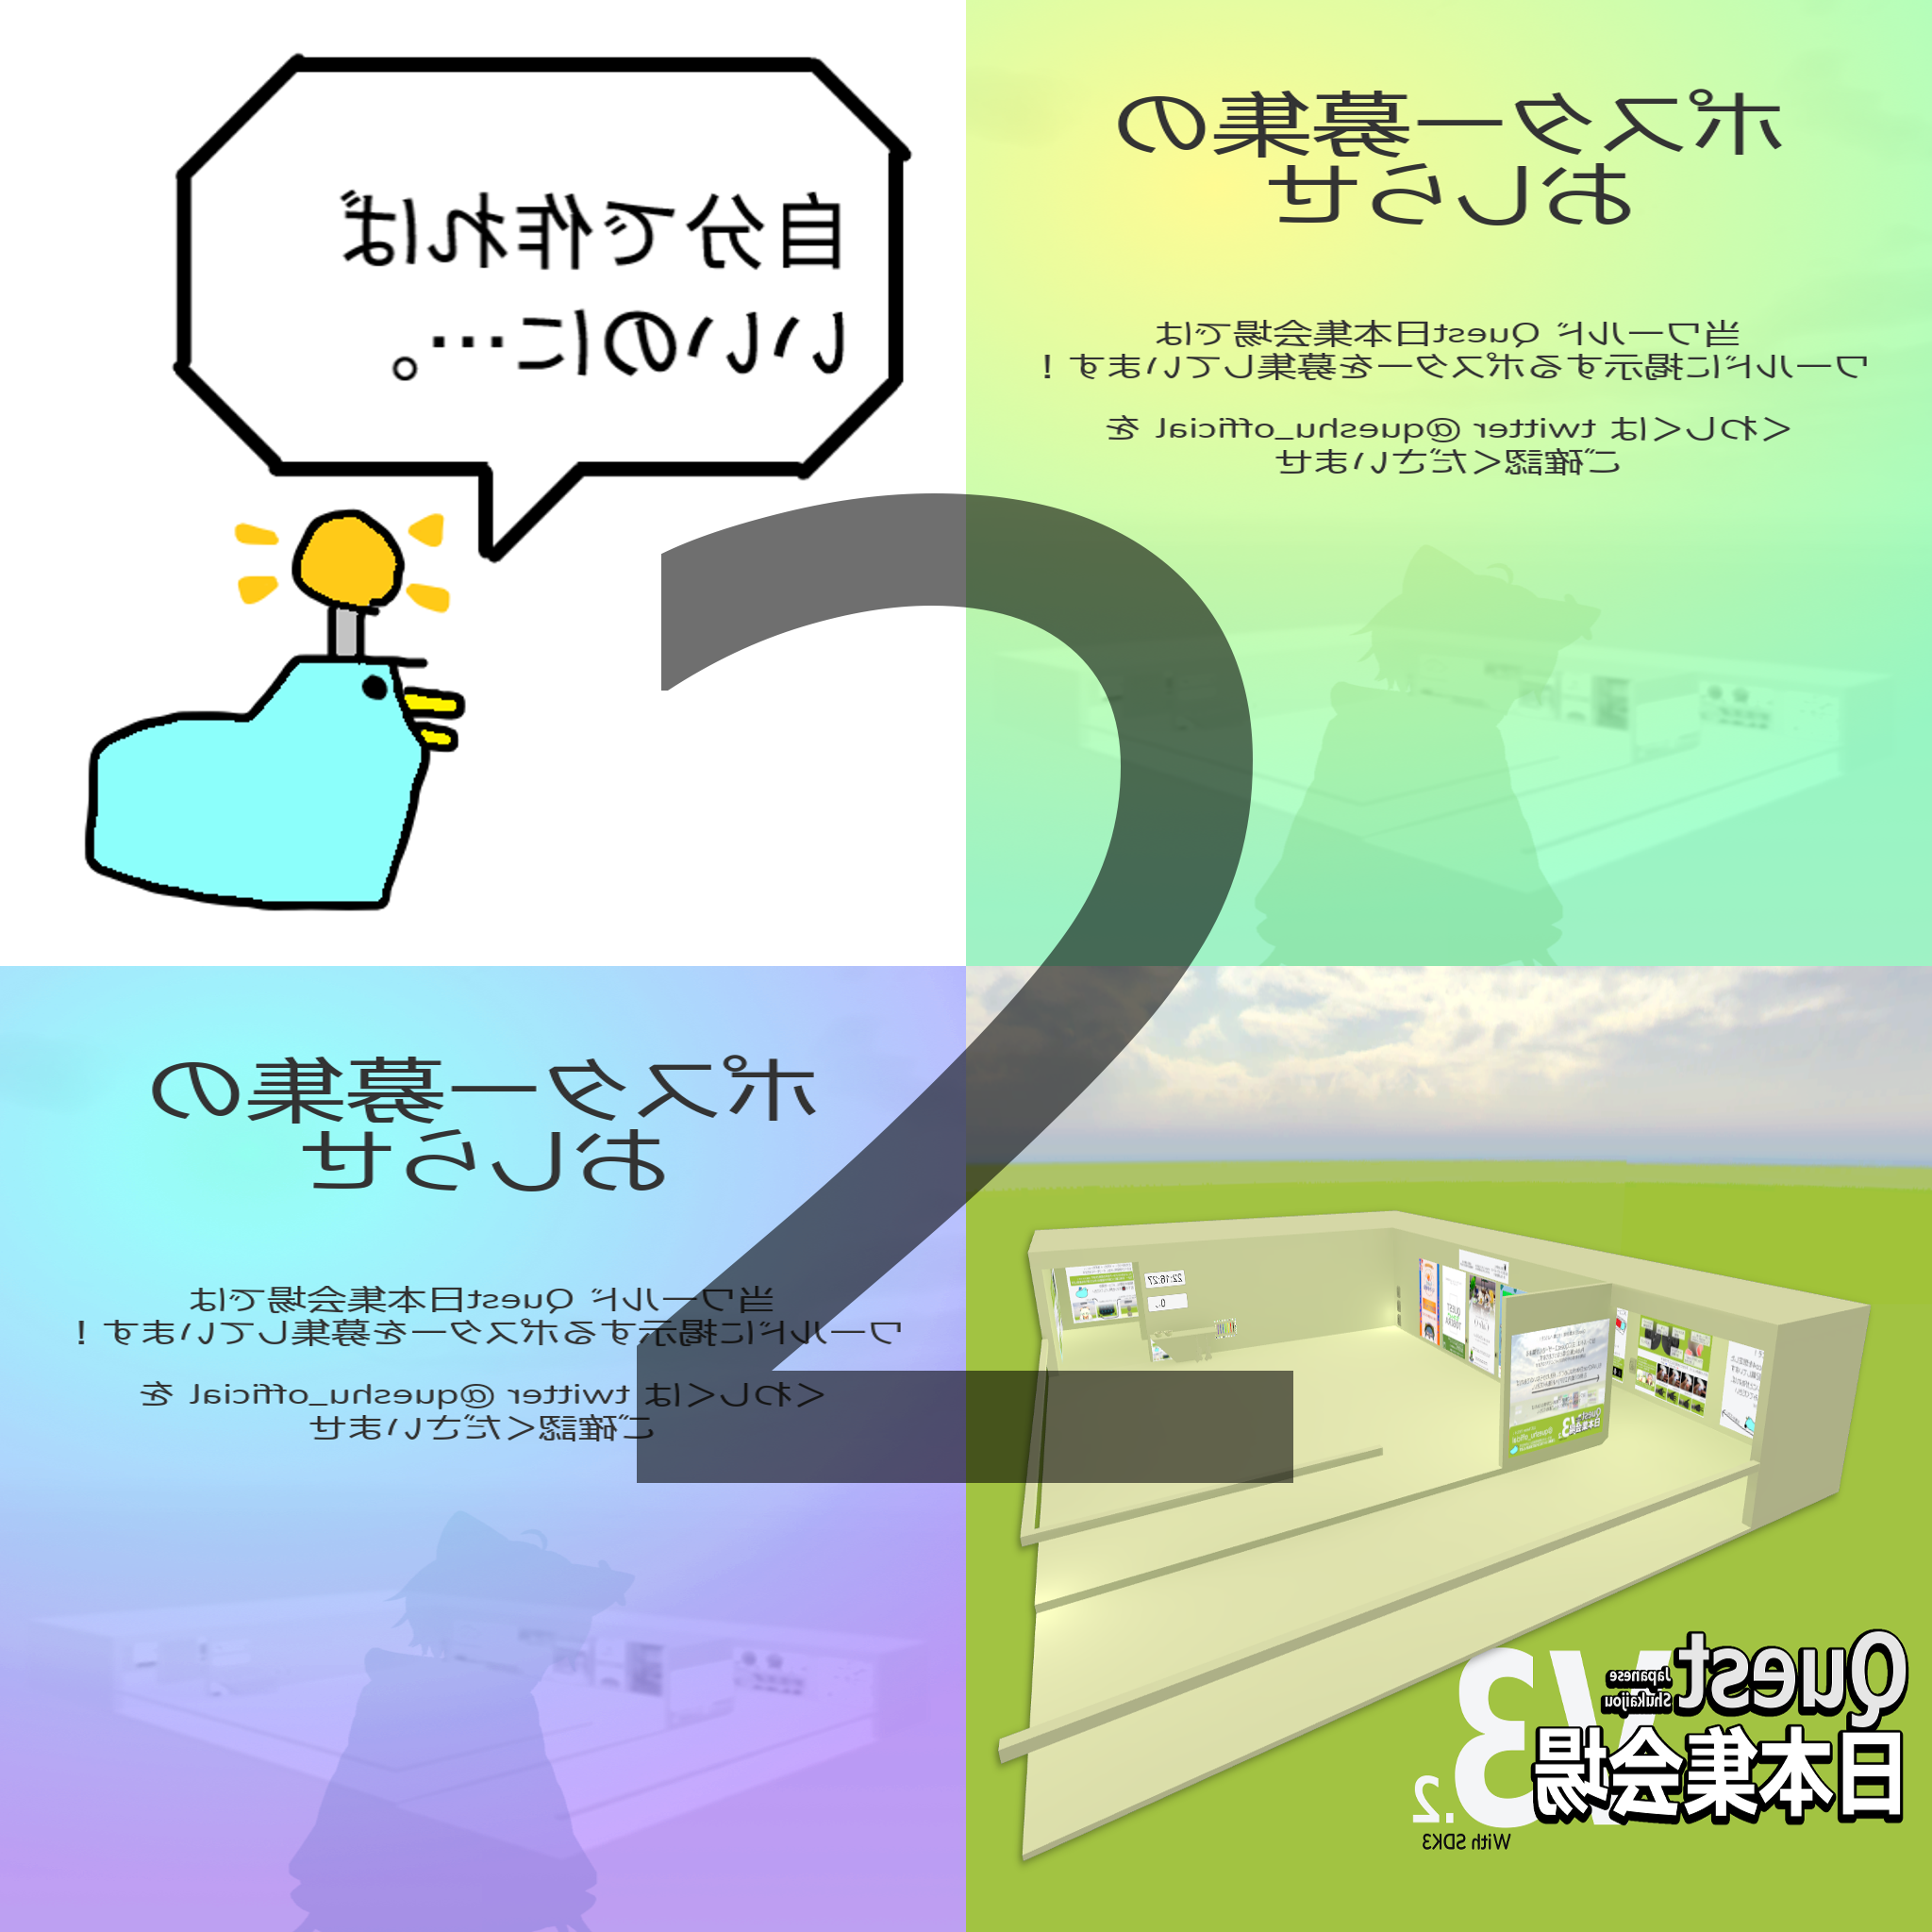 自分で作れば
いいのに…。
ポスター募集の
おしらせ
当ワールド Quest日本集会場では
ワールドに掲示するポスターを募集しています！
くわしくは twitter @queshu_official を
ご確認くださいませ
2
ポスター募集の
おしらせ
当ワールド Quest日本集会場では
ワールドに掲示するポスターを募集しています！
くわしくは twitter @queshu_official を
ご確認くださいませ
22:16:27
Quest
Japanese
Shukaijou
日本集会場
V3.2
With SDK3